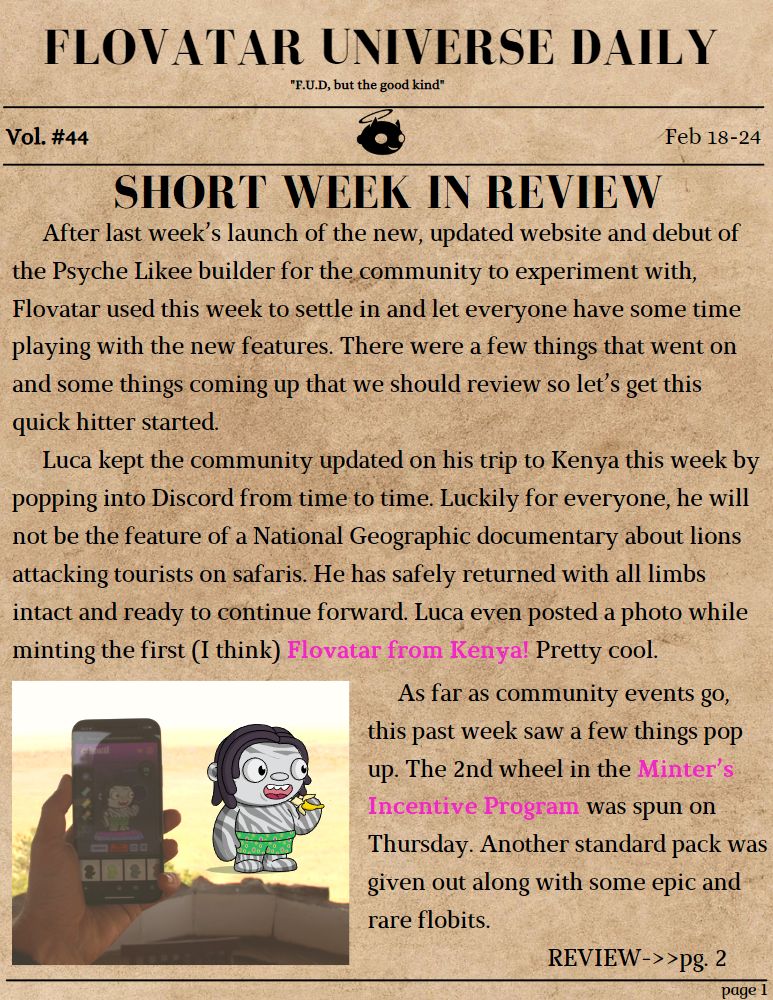 FLOVATAR UNIVERSE DAILY
"F.U.D, but the good kind"
Vol. #44
Feb 18-24
SHORT WEEK IN REVIEW
After last week's launch of the new, updated website and debut of
the Psyche Likee builder for the community to experiment with,
Flovatar used this week to settle in and let everyone have some time
playing with the new features. There were a few things that went on
and some things coming up that we should review so let's get this
quick hitter started.
Luca kept the community updated on his trip to Kenya this week by
popping into Discord from time to time. Luckily for everyone, he will
not be the feature of a National Geographic documentary about lions
attacking tourists on safaris. He has safely returned with all limbs
intact and ready to continue forward. Luca even posted a photo while
minting the first (I think) Flovatar from Kenya! Pretty cool.
As far as community events go,
this past week saw a few things pop
up. The 2nd wheel in the Minter's
Incentive Program was spun on
Thursday. Another standard pack was
given out along with some epic and
rare flobits.
REVIEW->>pg. 2
page 1